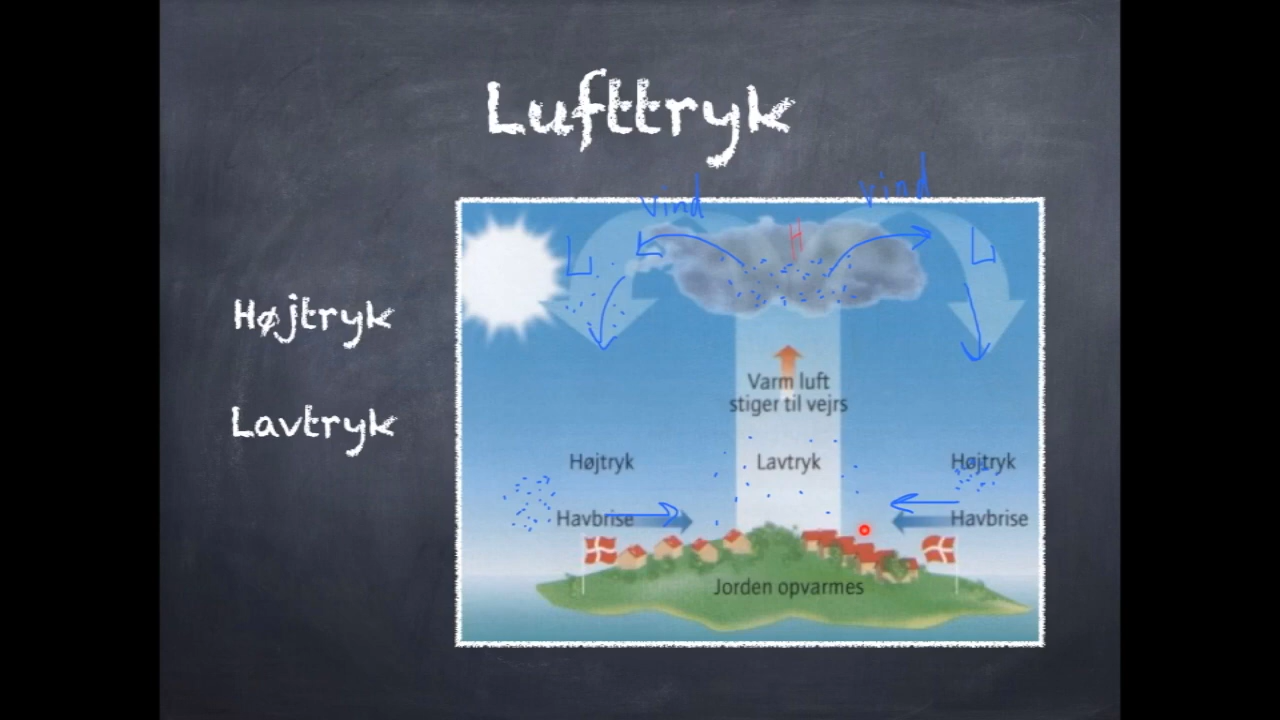 Lufttryk
vind vind
L H L
Højtryk
Varm luft
stiger til vejrs
Lavtryk
Højtryk Lavtryk Højtryk
Havbrise Havbrise
Jorden opvarmes